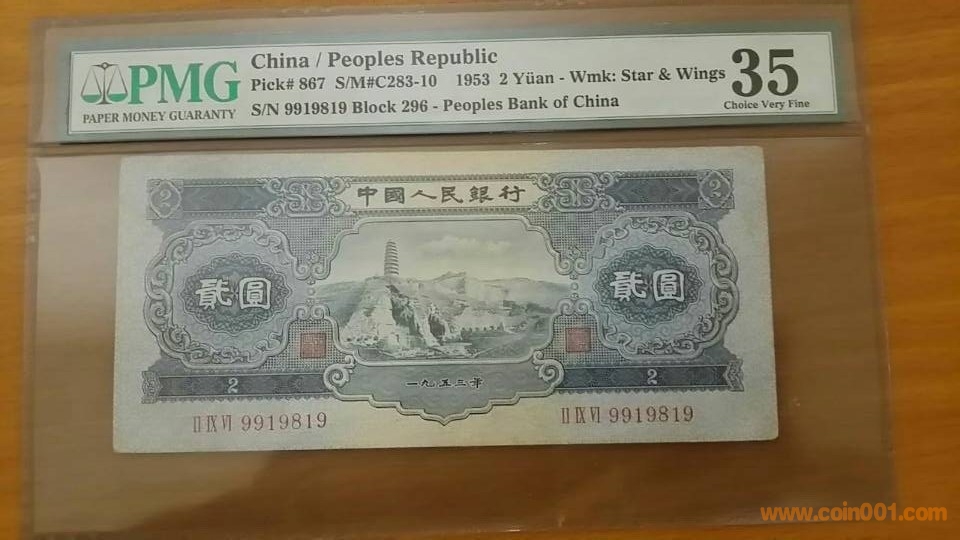 PMG
PAPER MONEY GUARANTY
China / Peoples Republic
Pick# 867 S/M#C283-10 1953 2 Yüan - Wmk: Star & Wings
S/N 9919819 Block 296 - Peoples Bank of China
35
Choice Very Fine
中國人民銀行
2 2
貳圓 貳圓
一九五三年
2 2
II IX VI 9919819 II IX VI 9919819
www.coin001.com